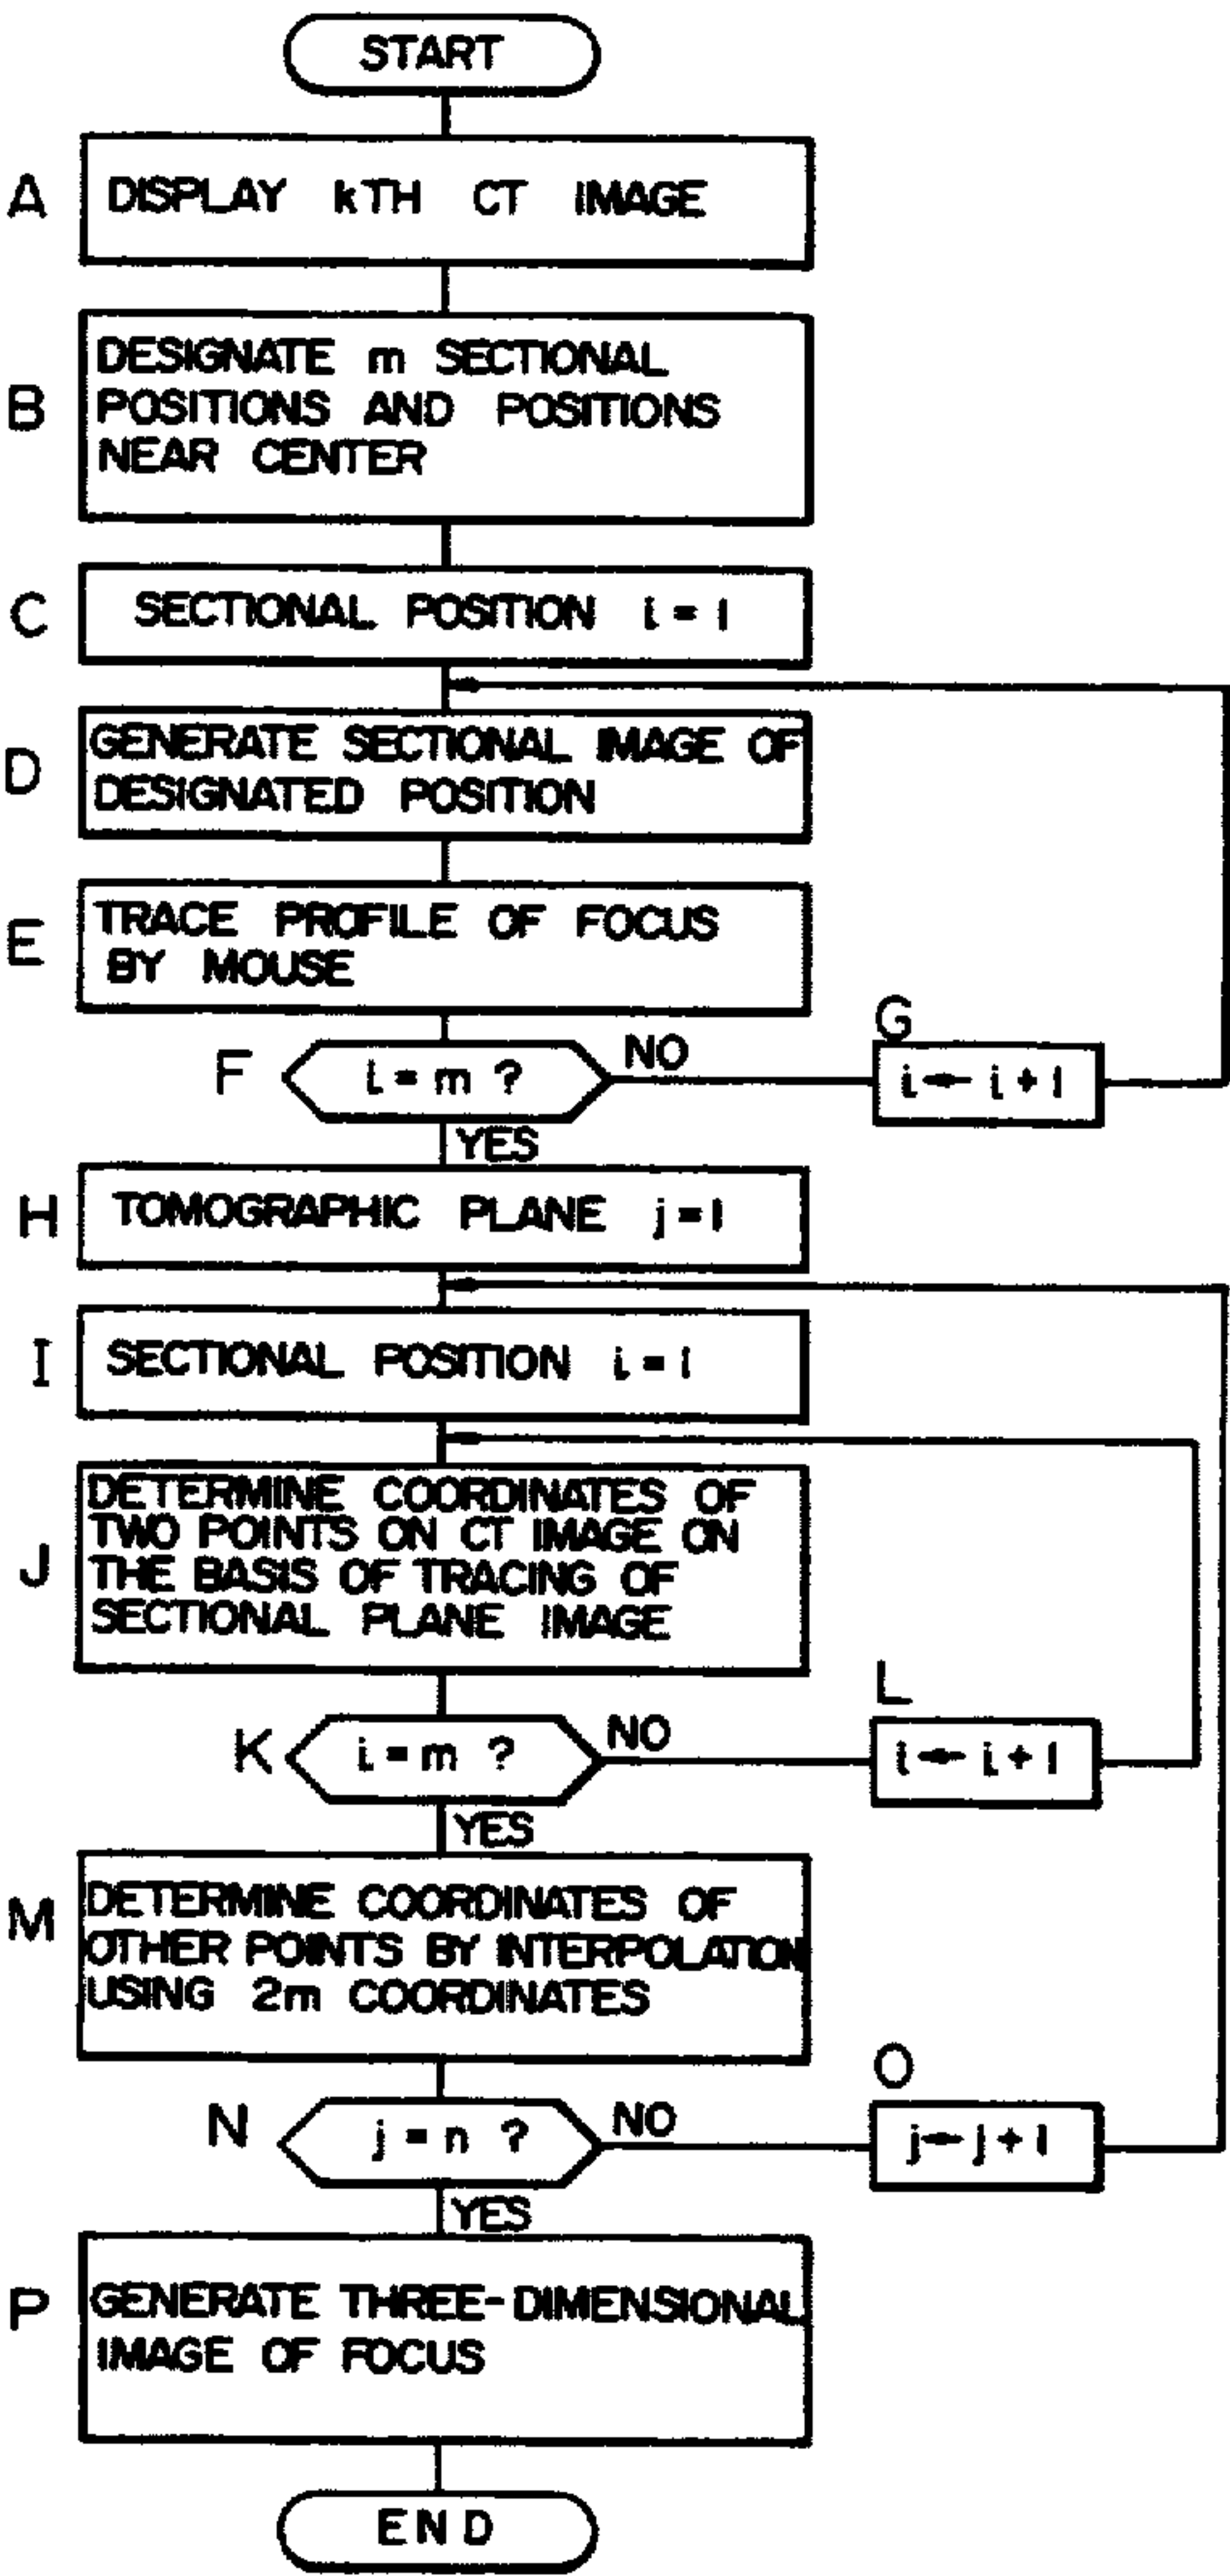 START
A
DISPLAY kTH CT IMAGE
B
DESIGNATE m SECTIONAL
POSITIONS AND POSITIONS
NEAR CENTER
C
SECTIONAL POSITION i = 1
D
GENERATE SECTIONAL IMAGE OF
DESIGNATED POSITION
E
TRACE PROFILE OF FOCUS
BY MOUSE
F
i = m ?
NO
G
i ← i + 1
YES
H
TOMOGRAPHIC PLANE j = 1
I
SECTIONAL POSITION i = 1
J
DETERMINE COORDINATES OF
TWO POINTS ON CT IMAGE ON
THE BASIS OF TRACING OF
SECTIONAL PLANE IMAGE
K
i = m ?
NO
L
i ← i + 1
YES
M
DETERMINE COORDINATES OF
OTHER POINTS BY INTERPOLATION
USING 2m COORDINATES
N
j = n ?
NO
O
j ← j + 1
YES
P
GENERATE THREE-DIMENSIONAL
IMAGE OF FOCUS
END